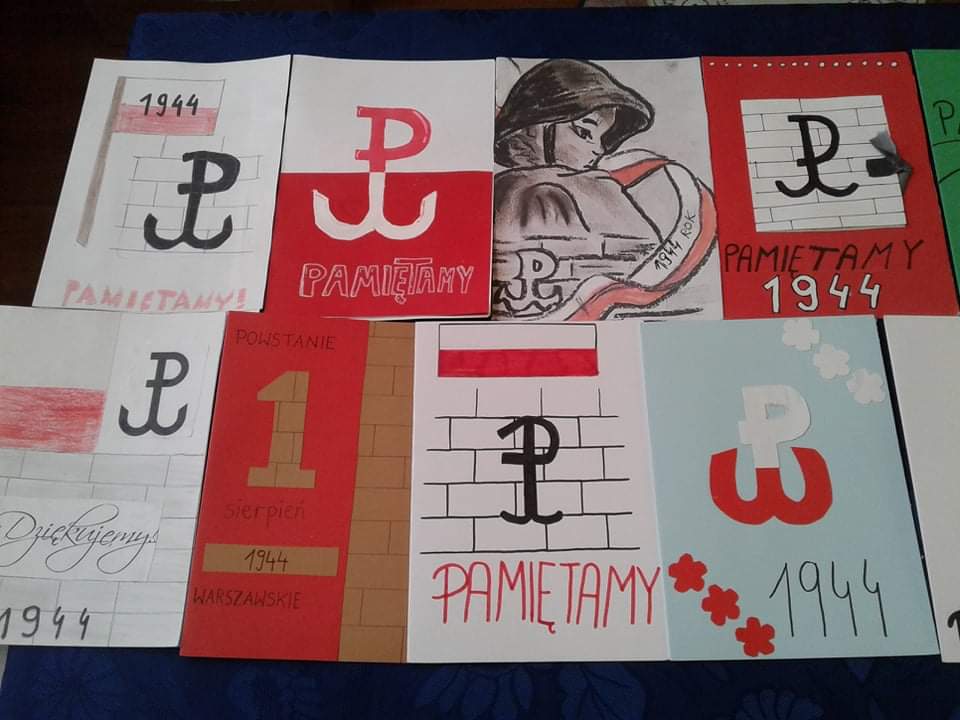 1944
PAMIĘTAMY!
PAMIĘTAMY
1944 ROK
PAMIĘTAMY
1944
Dziękujemy!
1944
POWSTANIE
1
sierpień
1944
WARSZAWSKIE
PAMIĘTAMY
1944